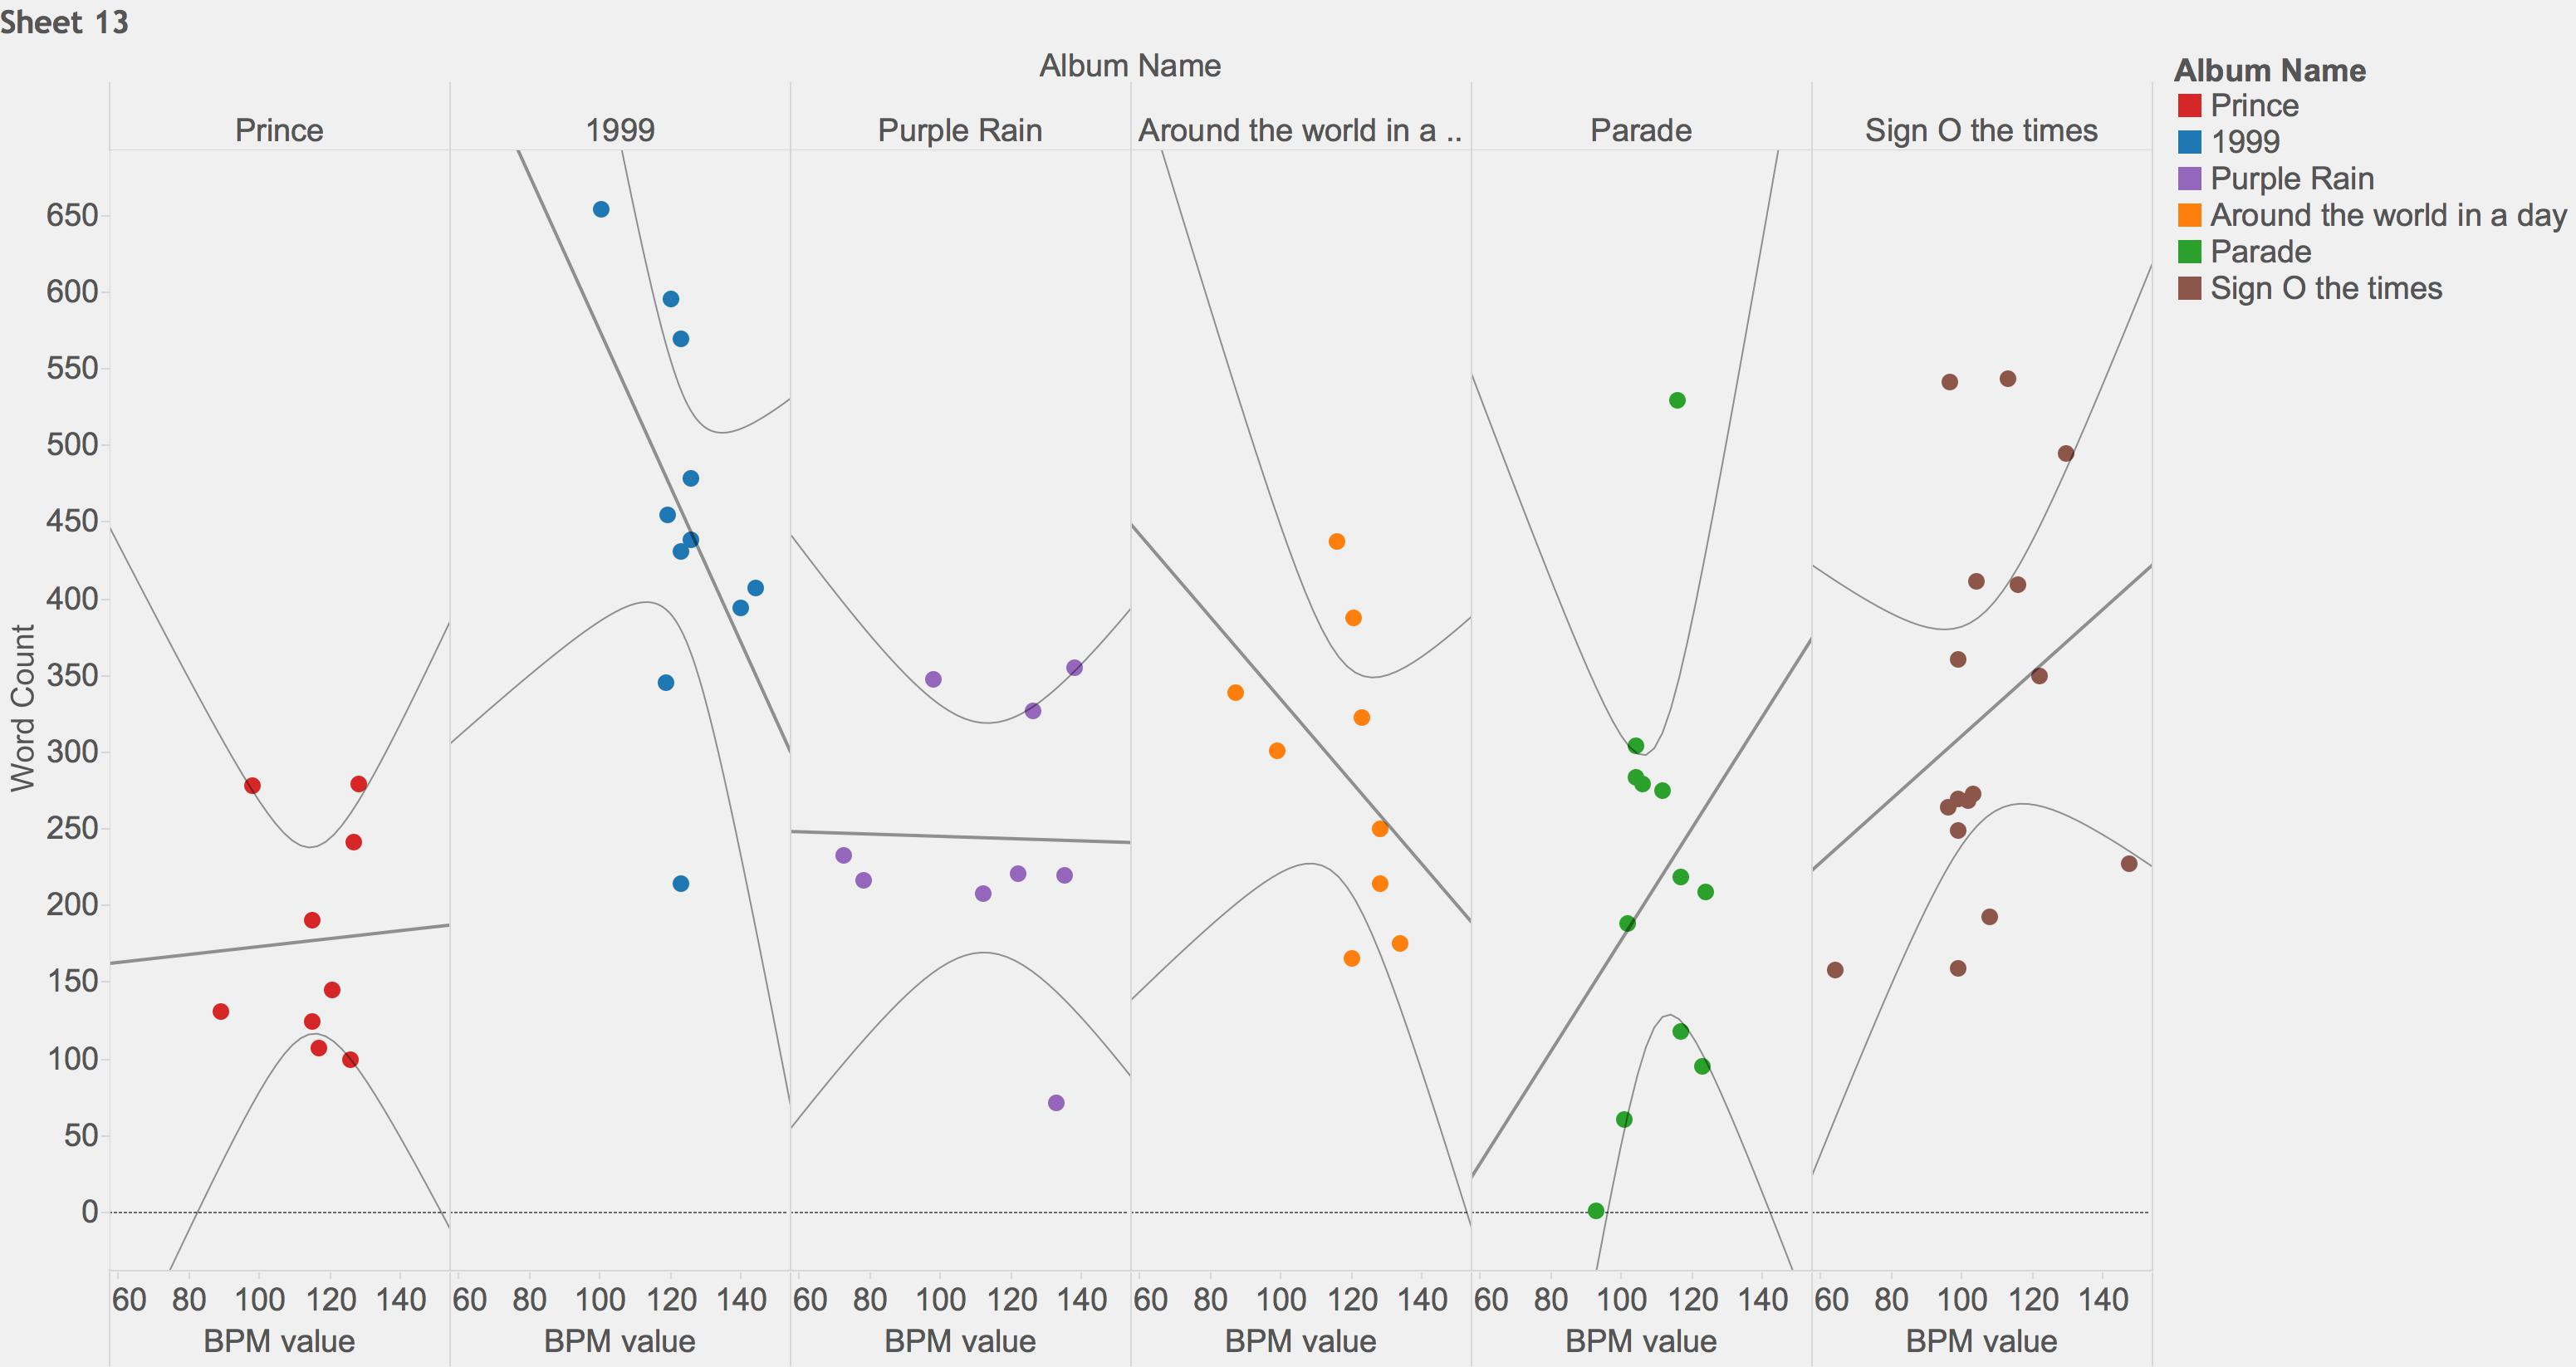 Sheet 13
Album Name
Prince
1999
Purple Rain
Around the world in a ..
Parade
Sign O the times
Word Count
650
600
550
500
450
400
350
300
250
200
150
100
50
0
60 80 100 120 140 60 80 100 120 140 60 80 100 120 140 60 80 100 120 140 60 80 100 120 140 60 80 100 120 140
BPM value BPM value BPM value BPM value BPM value BPM value
Album Name
Prince
1999
Purple Rain
Around the world in a day
Parade
Sign O the times